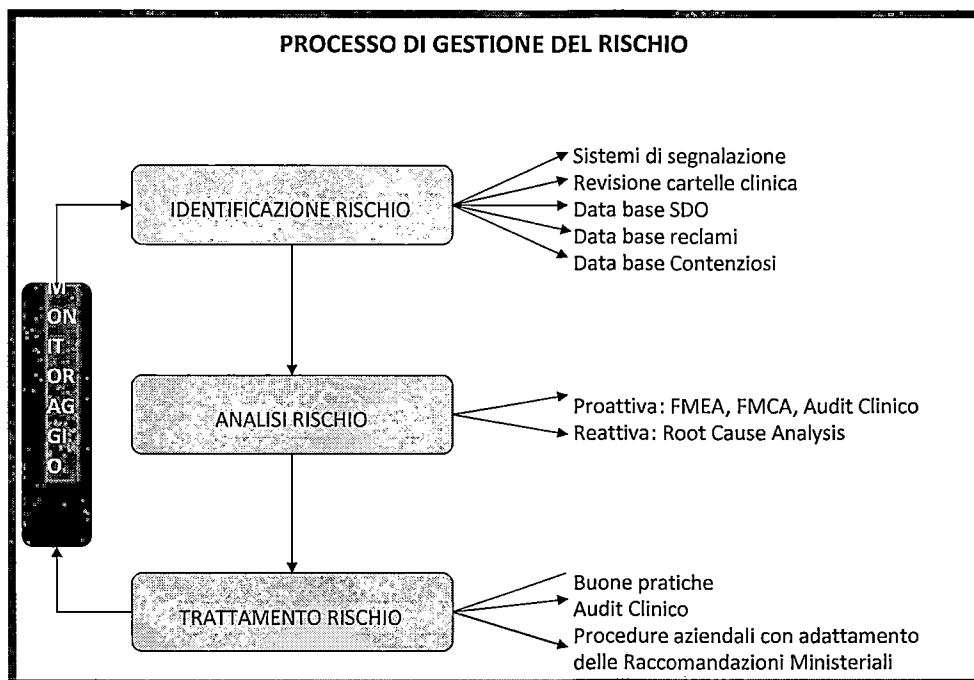 PROCESSO DI GESTIONE DEL RISCHIO
IDENTIFICAZIONE RISCHIO
Sistemi di segnalazione
Revisione cartelle clinica
Data base SDO
Data base reclami
Data base Contenziosi
M
ON
IT
OR
AG
GI
O
ANALISI RISCHIO
Proattiva: FMEA, FMCA, Audit Clinico
Reattiva: Root Cause Analysis
TRATTAMENTO RISCHIO
Buone pratiche
Audit Clinico
Procedure aziendali con adattamento
delle Raccomandazioni Ministeriali